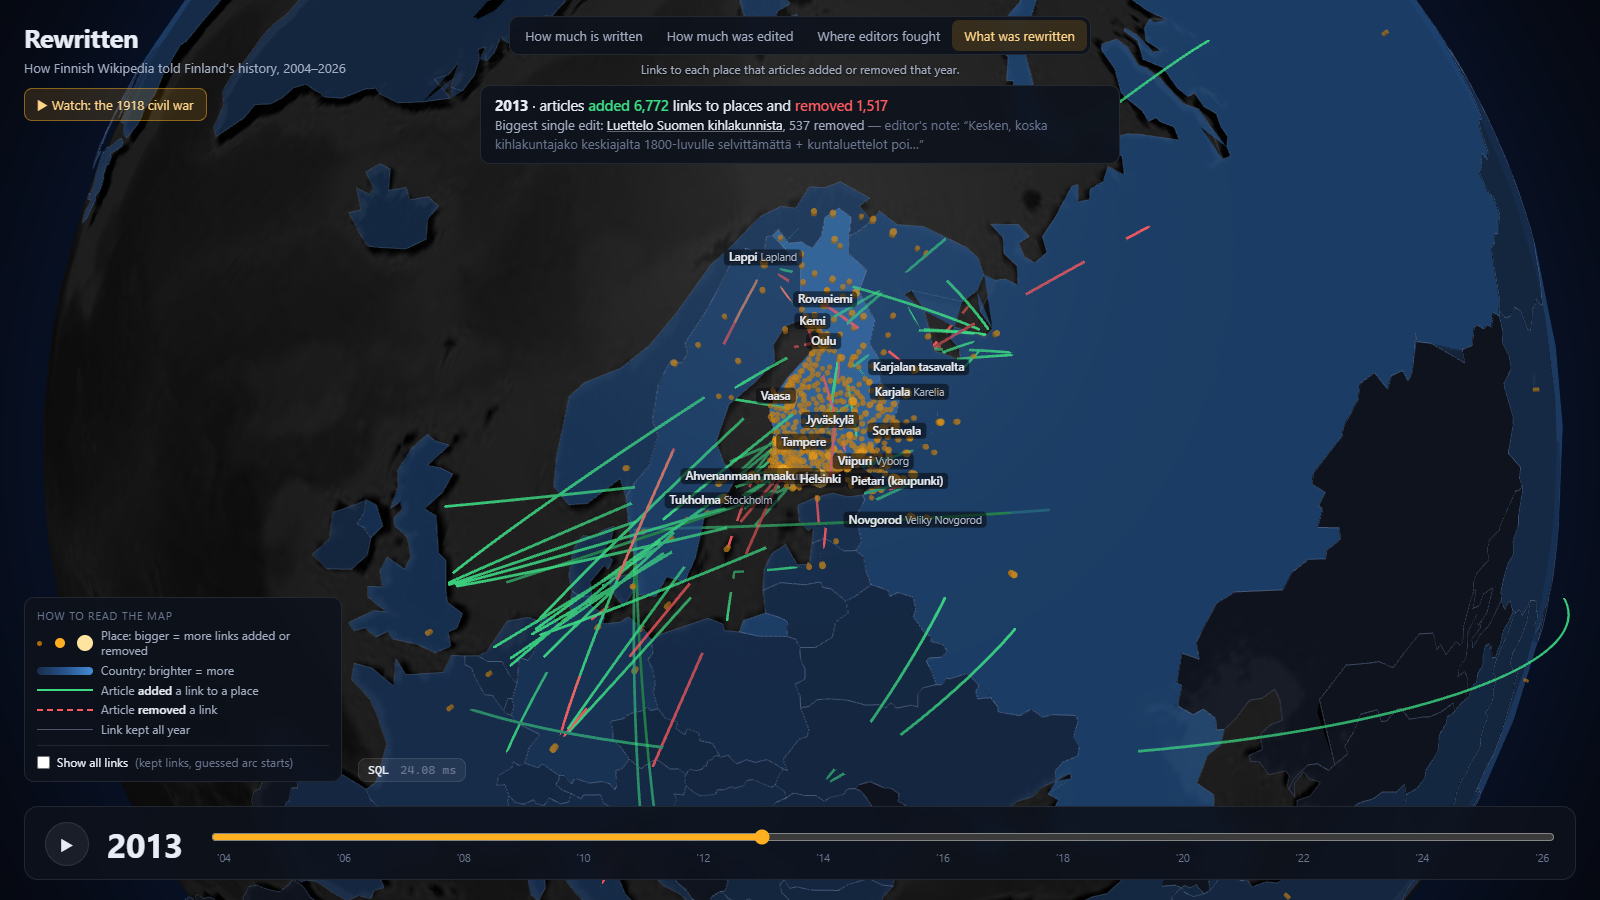 Rewritten
How Finnish Wikipedia told Finland's history, 2004–2026
▶ Watch: the 1918 civil war
How much is written
How much was edited
Where editors fought
What was rewritten
Links to each place that articles added or removed that year.
2013 · articles added 6,772 links to places and removed 1,517
Biggest single edit: Luettelo Suomen kihlakunnista, 537 removed — editor's note: “Kesken, koska
kihlakuntajako keskiajalta 1800-luvulle selvittämättä + kuntaluettelot poi…”
Lappi Lapland
Rovaniemi
Kemi
Oulu
Karjalan tasavalta
Vaasa
Karjala Karelia
Jyväskylä
Sortavala
Tampere
Viipuri Vyborg
Ahvenanmaan maaku
Helsinki
Pietari (kaupunki)
Tukholma Stockholm
Novgorod Veliky Novgorod
HOW TO READ THE MAP
Place: bigger = more links added or
removed
Country: brighter = more
Article added a link to a place
Article removed a link
Link kept all year
Show all links (kept links, guessed arc starts)
SQL 24.08 ms
2013
'04
'06
'08
'10
'12
'14
'16
'18
'20
'22
'24
'26